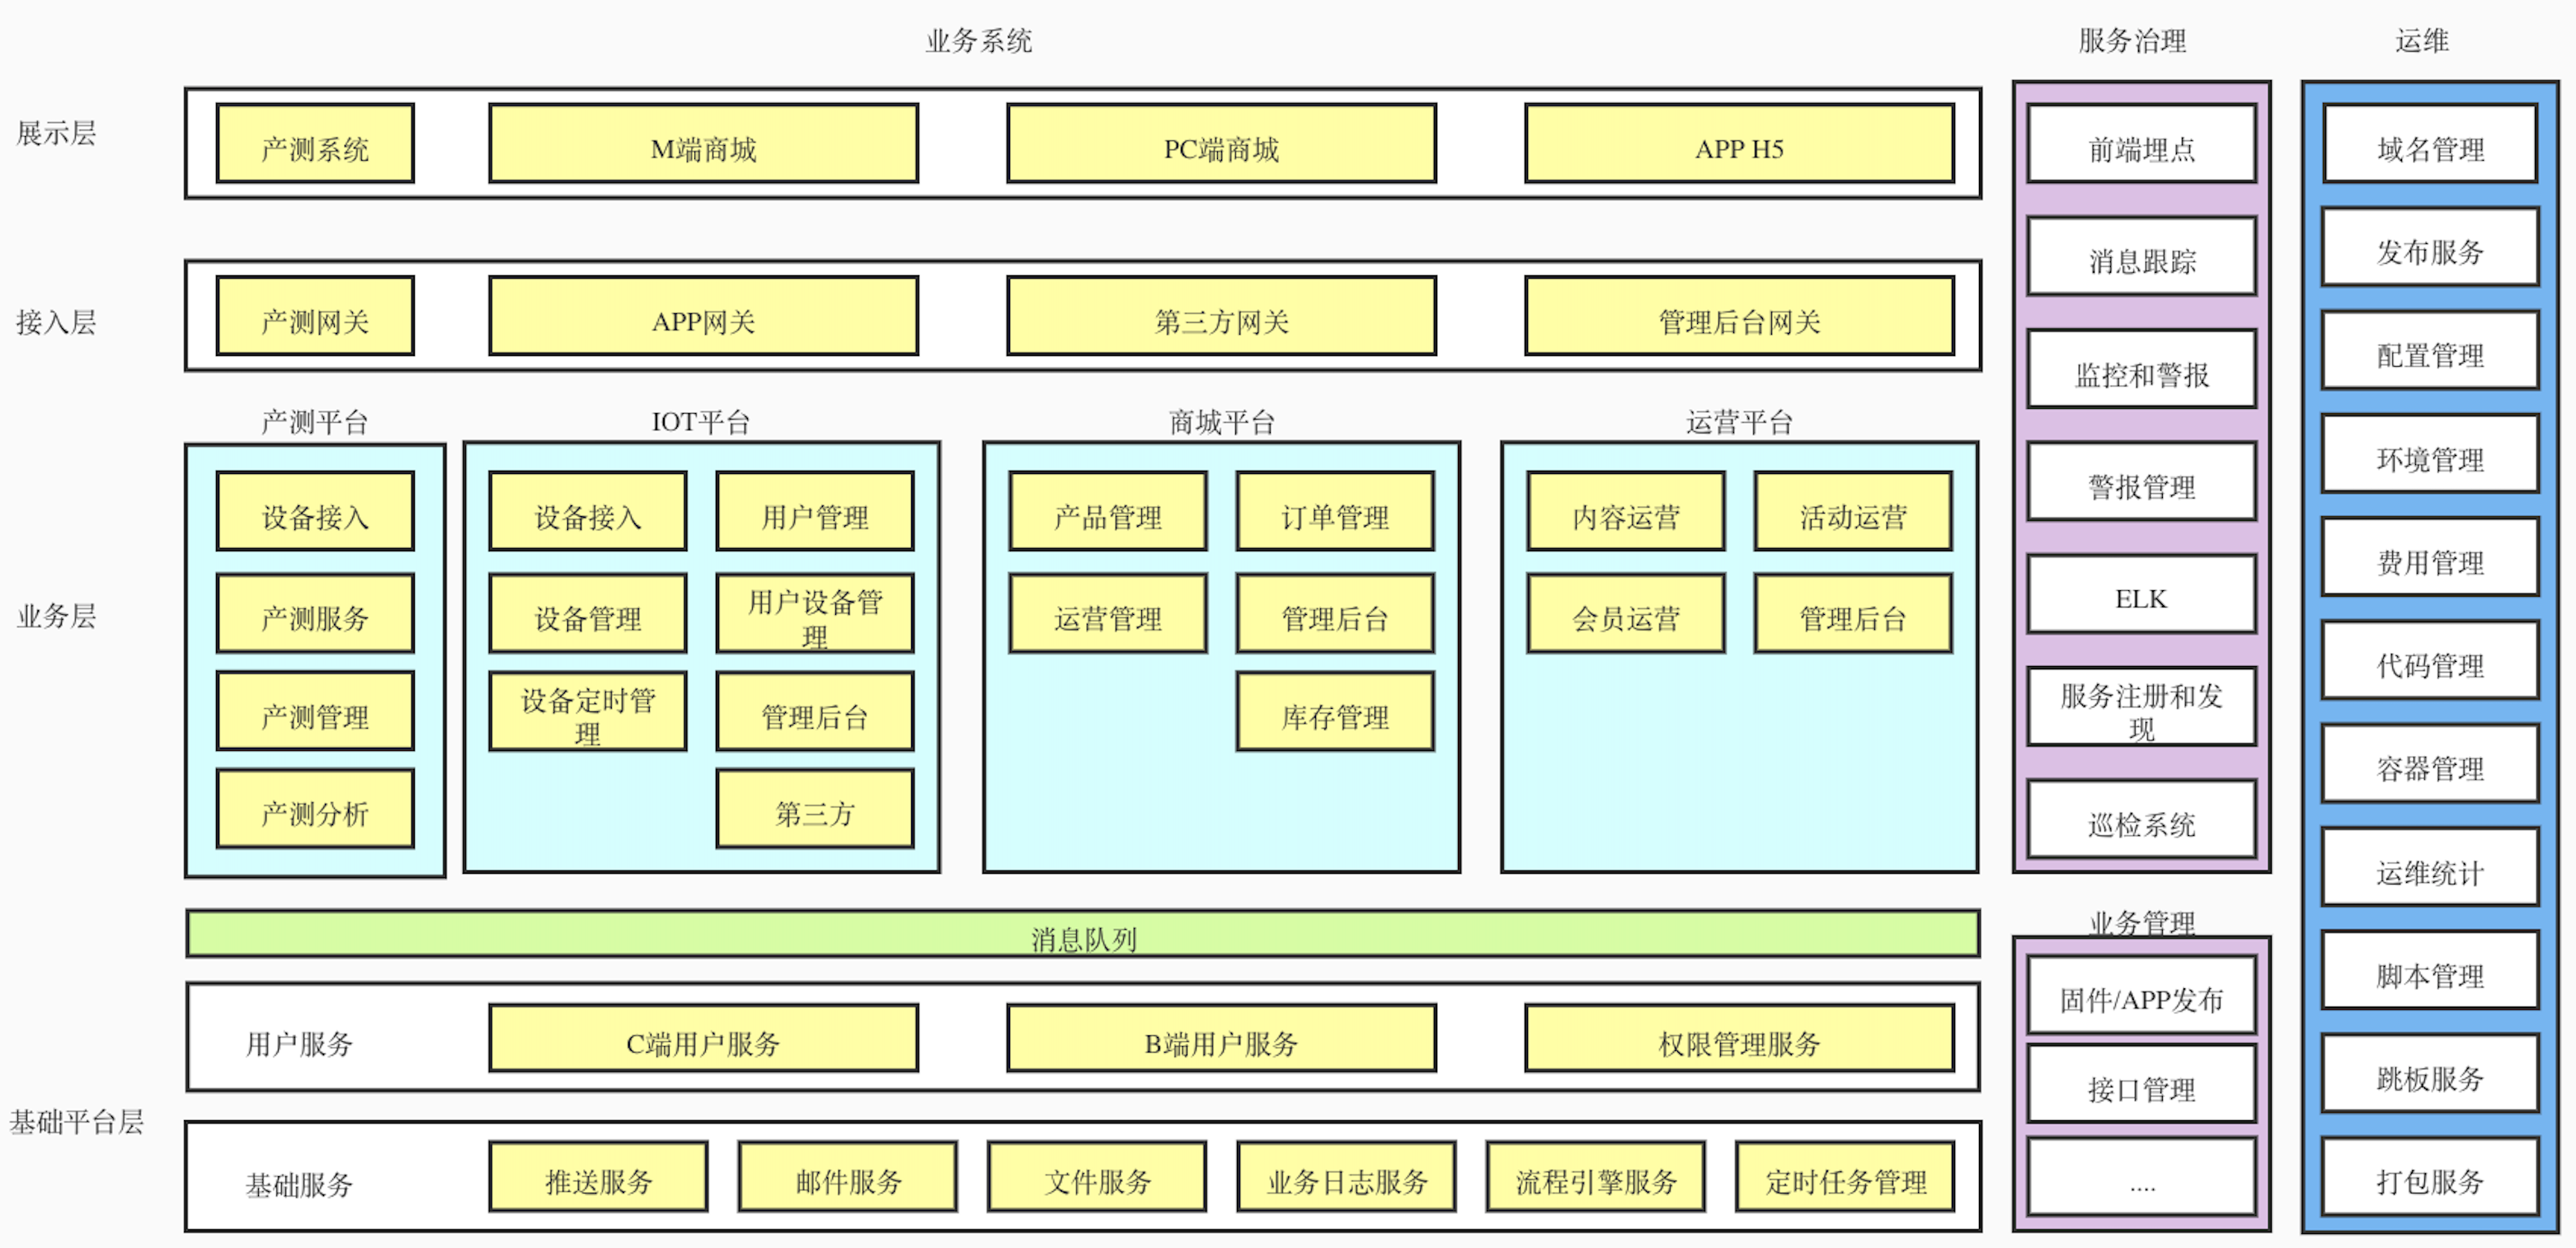 业务系统
服务治理
运维
展示层
产测系统
M端商城
PC端商城
APP H5
接入层
产测网关
APP网关
第三方网关
管理后台网关
业务层
产测平台
设备接入
产测服务
产测管理
产测分析
IOT平台
设备接入
用户管理
设备管理
用户设备管
理
设备定时管
理
管理后台
第三方
商城平台
产品管理
订单管理
运营管理
管理后台
库存管理
运营平台
内容运营
活动运营
会员运营
管理后台
消息队列
基础平台层
用户服务
C端用户服务
B端用户服务
权限管理服务
基础服务
推送服务
邮件服务
文件服务
业务日志服务
流程引擎服务
定时任务管理
前端埋点
消息跟踪
监控和警报
警报管理
ELK
服务注册和发
现
巡检系统
业务管理
固件/APP发布
接口管理
....
域名管理
发布服务
配置管理
环境管理
费用管理
代码管理
容器管理
运维统计
脚本管理
跳板服务
打包服务